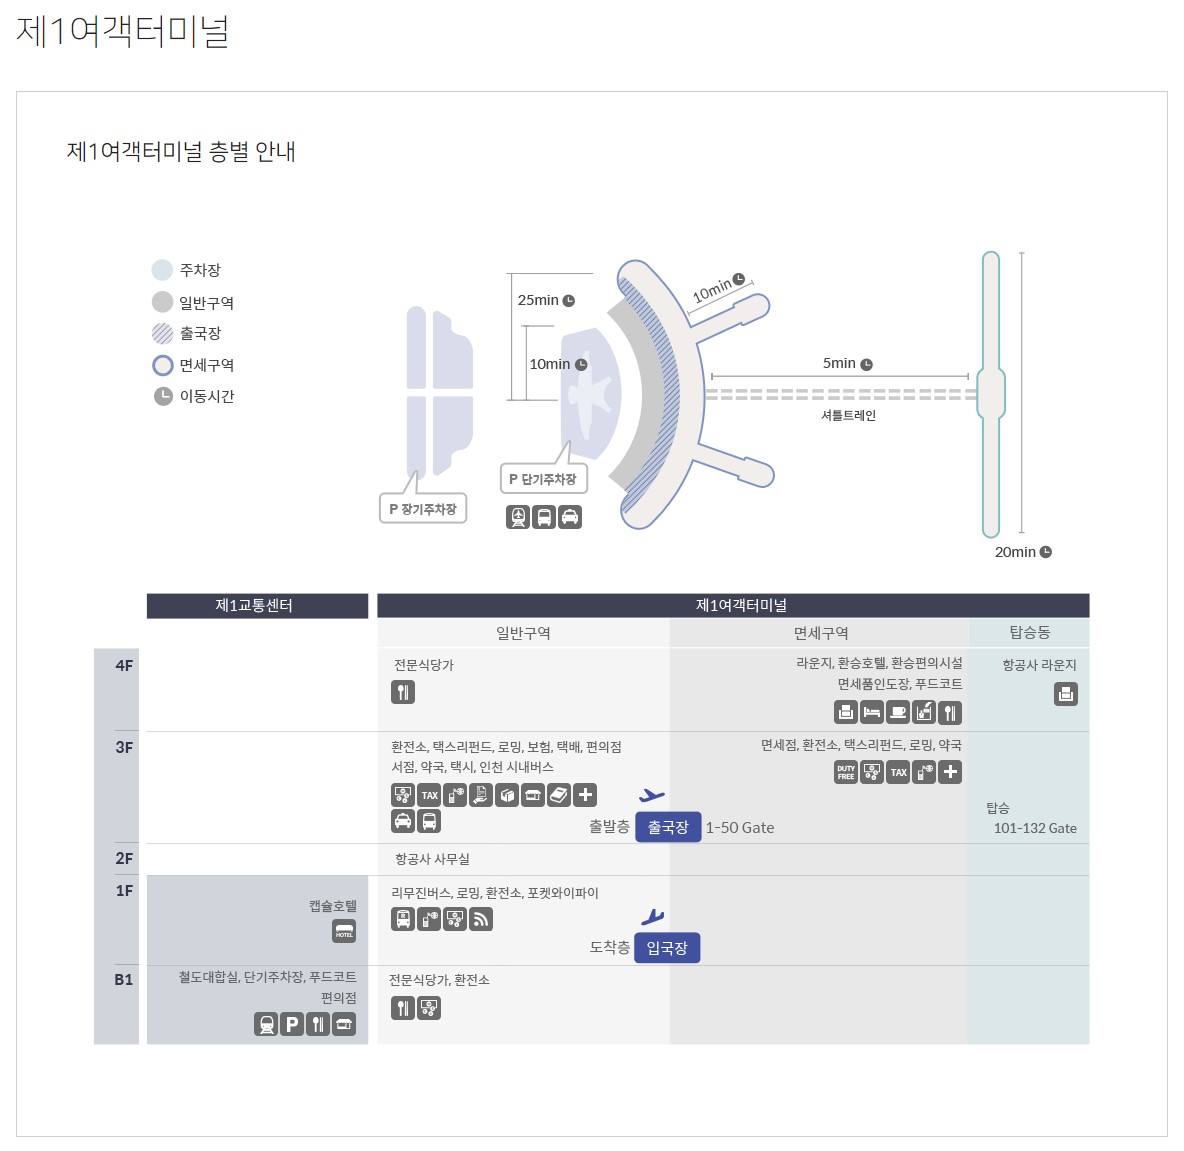 제1여객터미널
제1여객터미널 층별 안내
주차장
일반구역
출국장
면세구역
이동시간
25min
10min
10min
5min
셔틀트레인
20min
P 장기주차장
P 단기주차장
제1교통센터
제1여객터미널
일반구역
면세구역
탑승동
4F
전문식당가
라운지, 환승호텔, 환승편의시설
면세품인도장, 푸드코트
항공사 라운지
3F
환전소, 택스리펀드, 로밍, 보험, 택배, 편의점
서점, 약국, 택시, 인천 시내버스
TAX
출발층
출국장
1-50 Gate
면세점, 환전소, 택스리펀드, 로밍, 약국
DUTY
FREE
TAX
탑승
101-132 Gate
2F
항공사 사무실
1F
캡슐호텔
HOTEL
리무진버스, 로밍, 환전소, 포켓와이파이
도착층
입국장
B1
철도대합실, 단기주차장, 푸드코트
편의점
P
전문식당가, 환전소